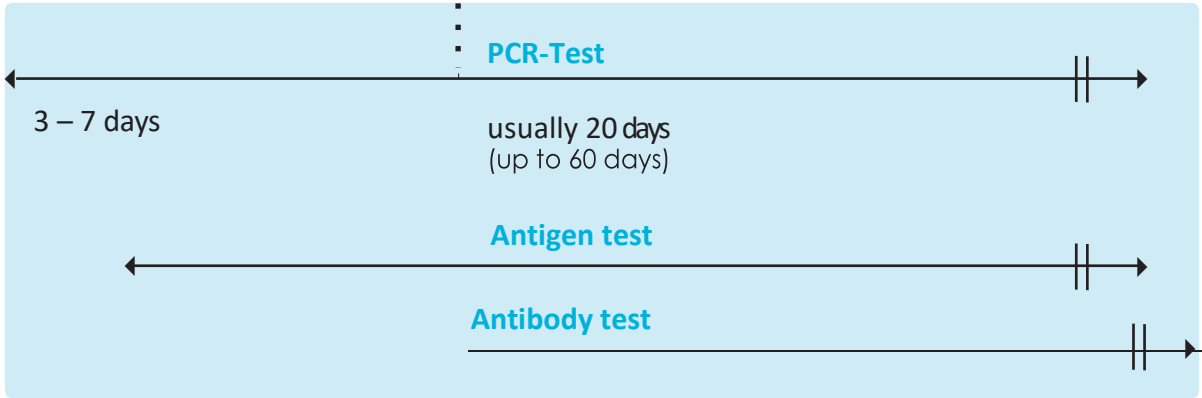 PCR-Test
3 – 7 days
usually 20 days
(up to 60 days)
Antigen test
Antibody test